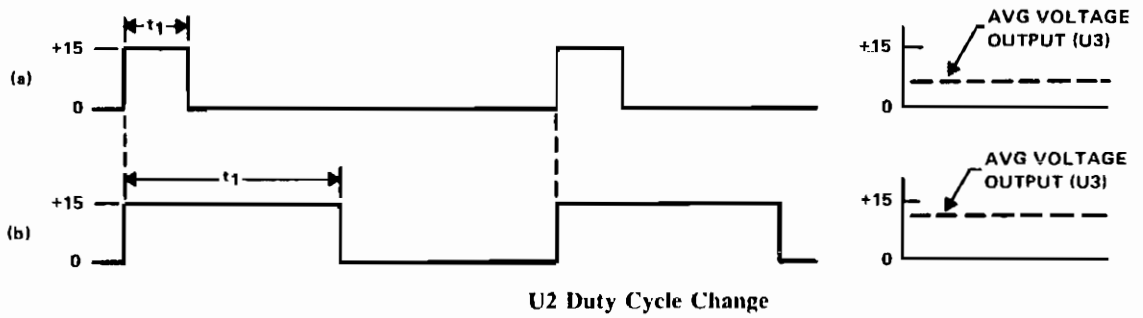 t1
+15
(a)
0
AVG VOLTAGE
OUTPUT (U3)
+15
0
t1
+15
(b)
0
AVG VOLTAGE
OUTPUT (U3)
+15
0
U2 Duty Cycle Change